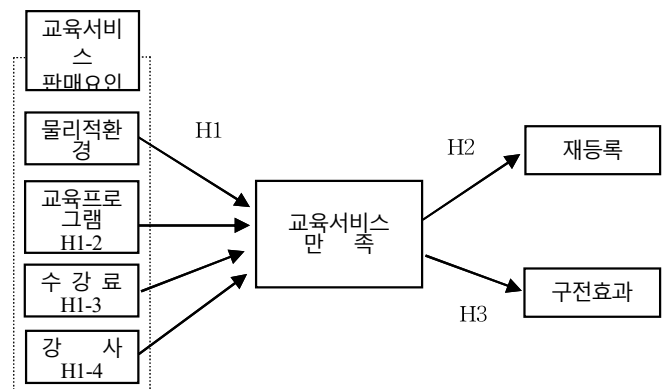 교육서비
스
판매요인
물리적환
경
H1
교육프로
그램
H1-2
수 강 료
H1-3
강 사
H1-4
교육서비스
만 족
H2
재등록
H3
구전효과